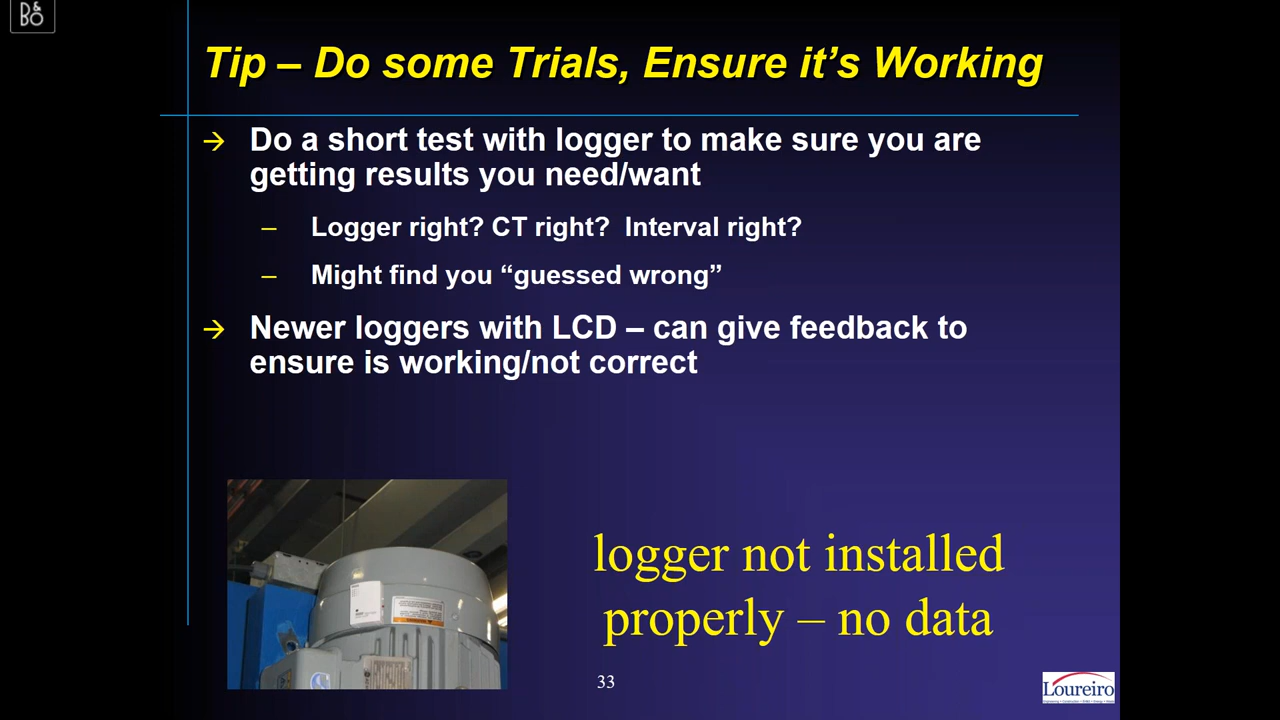 B&O
Tip – Do some Trials, Ensure it’s Working
→ Do a short test with logger to make sure you are
getting results you need/want
– Logger right? CT right?  Interval right?
– Might find you “guessed wrong”
→ Newer loggers with LCD – can give feedback to
ensure is working/not correct
logger not installed
properly – no data
33
Loureiro